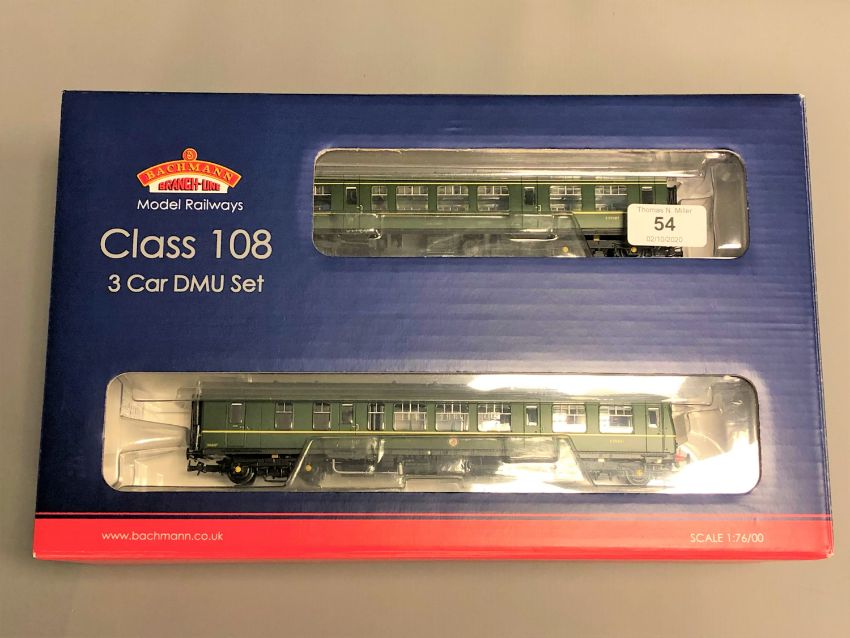 BACHMANN
BRANCH-LINE
Model Railways
Class 108
3 Car DMU Set
Thomas N. Miller
54
02/10/2020
www.bachmann.co.uk
SCALE 1:76/00